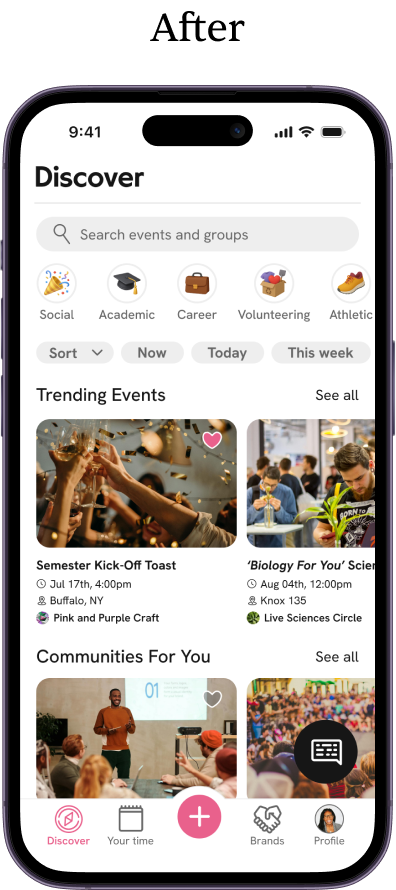 After
9:41
Discover
Search events and groups
Social Academic Career Volunteering Athletic
Sort Now Today This week
Trending Events See all
Semester Kick-Off Toast
Jul 17th, 4:00pm
Buffalo, NY
Pink and Purple Craft
‘Biology For You’ Scien
Aug 04th, 12:00pm
Knox 135
Live Sciences Circle
Communities For You See all
01
Discover Your time Brands Profile